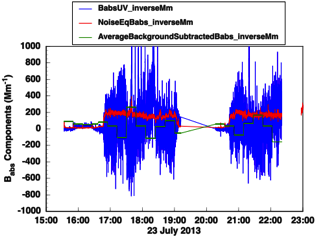 BabsUV_inverseMm
NoiseEqBabs_inverseMm
AverageBackgroundSubtractedBabs_inverseMm
1000
800
600
400
200
0
-200
-400
-600
-800
-1000
Babs Components (Mm-1)
15:00 16:00 17:00 18:00 19:00 20:00 21:00 22:00 23:00
23 July 2013